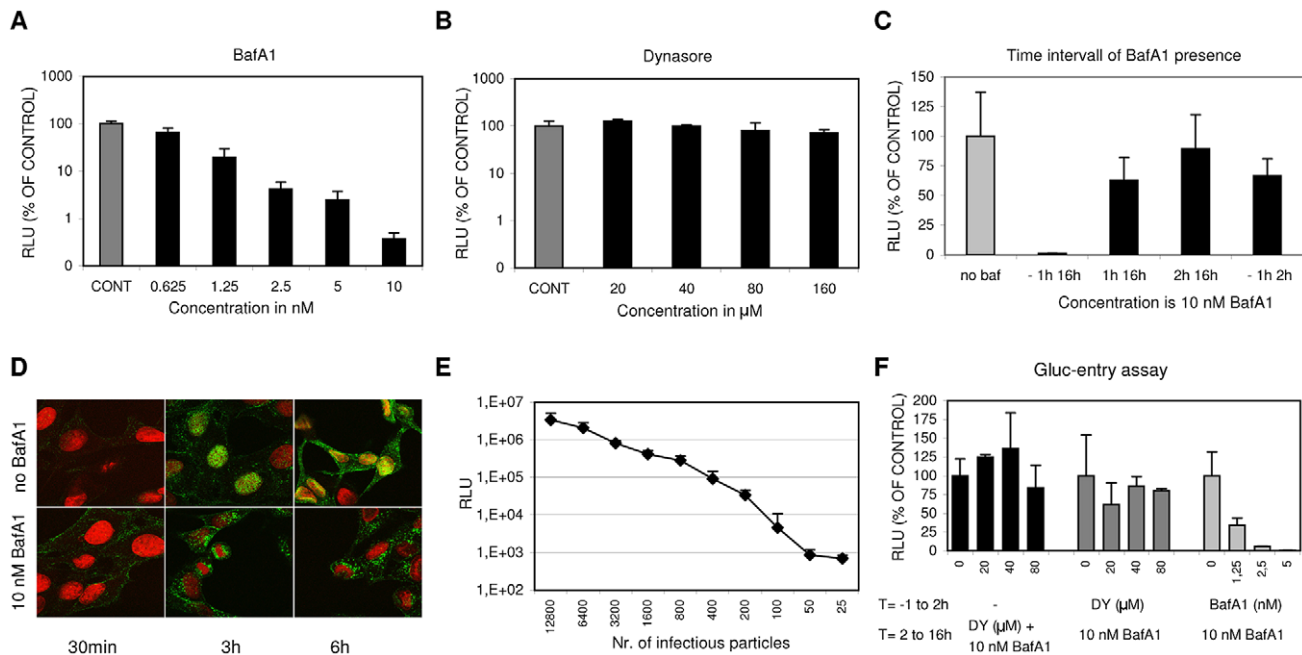 A
BafA1
RLU (% OF CONTROL)
1000
100
10
1
0
CONT 0.625 1.25 2.5 5 10
Concentration in nM
B
Dynasore
RLU (% OF CONTROL)
1000
100
10
1
0
CONT 20 40 80 160
Concentration in µM
C
Time intervall of BafA1 presence
RLU (% OF CONTROL)
150
125
100
75
50
25
0
no baf - 1h 16h 1h 16h 2h 16h - 1h 2h
Concentration is 10 nM BafA1
D
no BafA1
10 nM BafA1
30min 3h 6h
E
RLU
1,E+07
1,E+06
1,E+05
1,E+04
1,E+03
1,E+02
12800 6400 3200 1600 800 400 200 100 50 25
Nr. of infectious particles
F
Gluc-entry assay
RLU (% OF CONTROL)
200
175
150
125
100
75
50
25
0
0 20 40 80 0 20 40 80 0 1,25 2,5 5
T= -1 to 2h - DY (µM) BafA1 (nM)
T= 2 to 16h DY (µM) + 10 nM BafA1 10 nM BafA1 10 nM BafA1